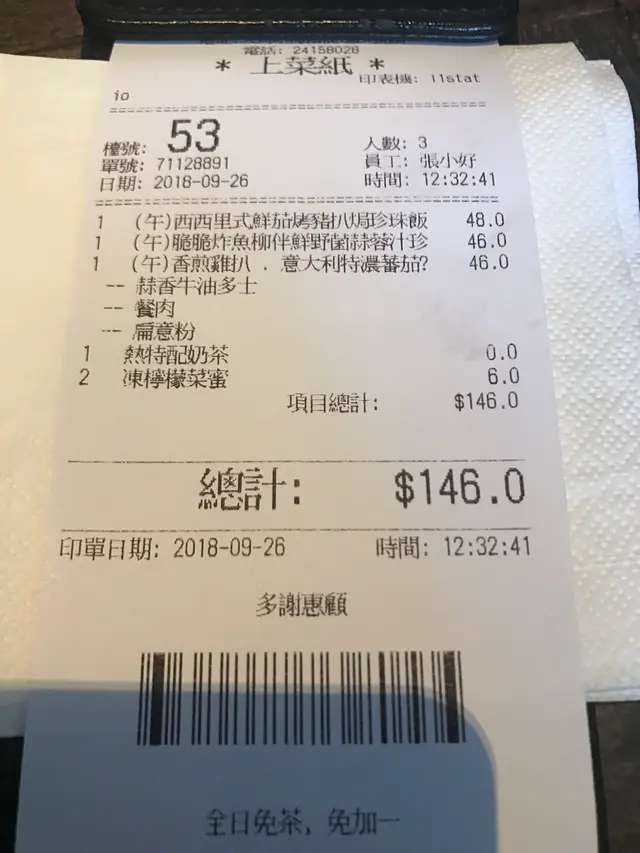 電話: 24158028
* 上菜紙 *
印表機: 11stat
io
檯號: 53
人數: 3
單號: 71128891
員工: 張小好
日期: 2018-09-26
時間: 12:32:41
1 (午)西西里式鮮茄烤豬扒焗珍珠飯 48.0
1 (午)脆脆炸魚柳伴鮮野菌蒜蓉汁珍 46.0
1 (午)香煎雞扒 . 意大利特濃蕃茄? 46.0
-- 蒜香牛油多士
-- 餐肉
-- 扁意粉
1 熱特配奶茶 0.0
2 凍檸檬菜蜜 6.0
項目總計: $146.0
總計: $146.0
印單日期: 2018-09-26 時間: 12:32:41
多謝惠顧
全日免茶, 免加一